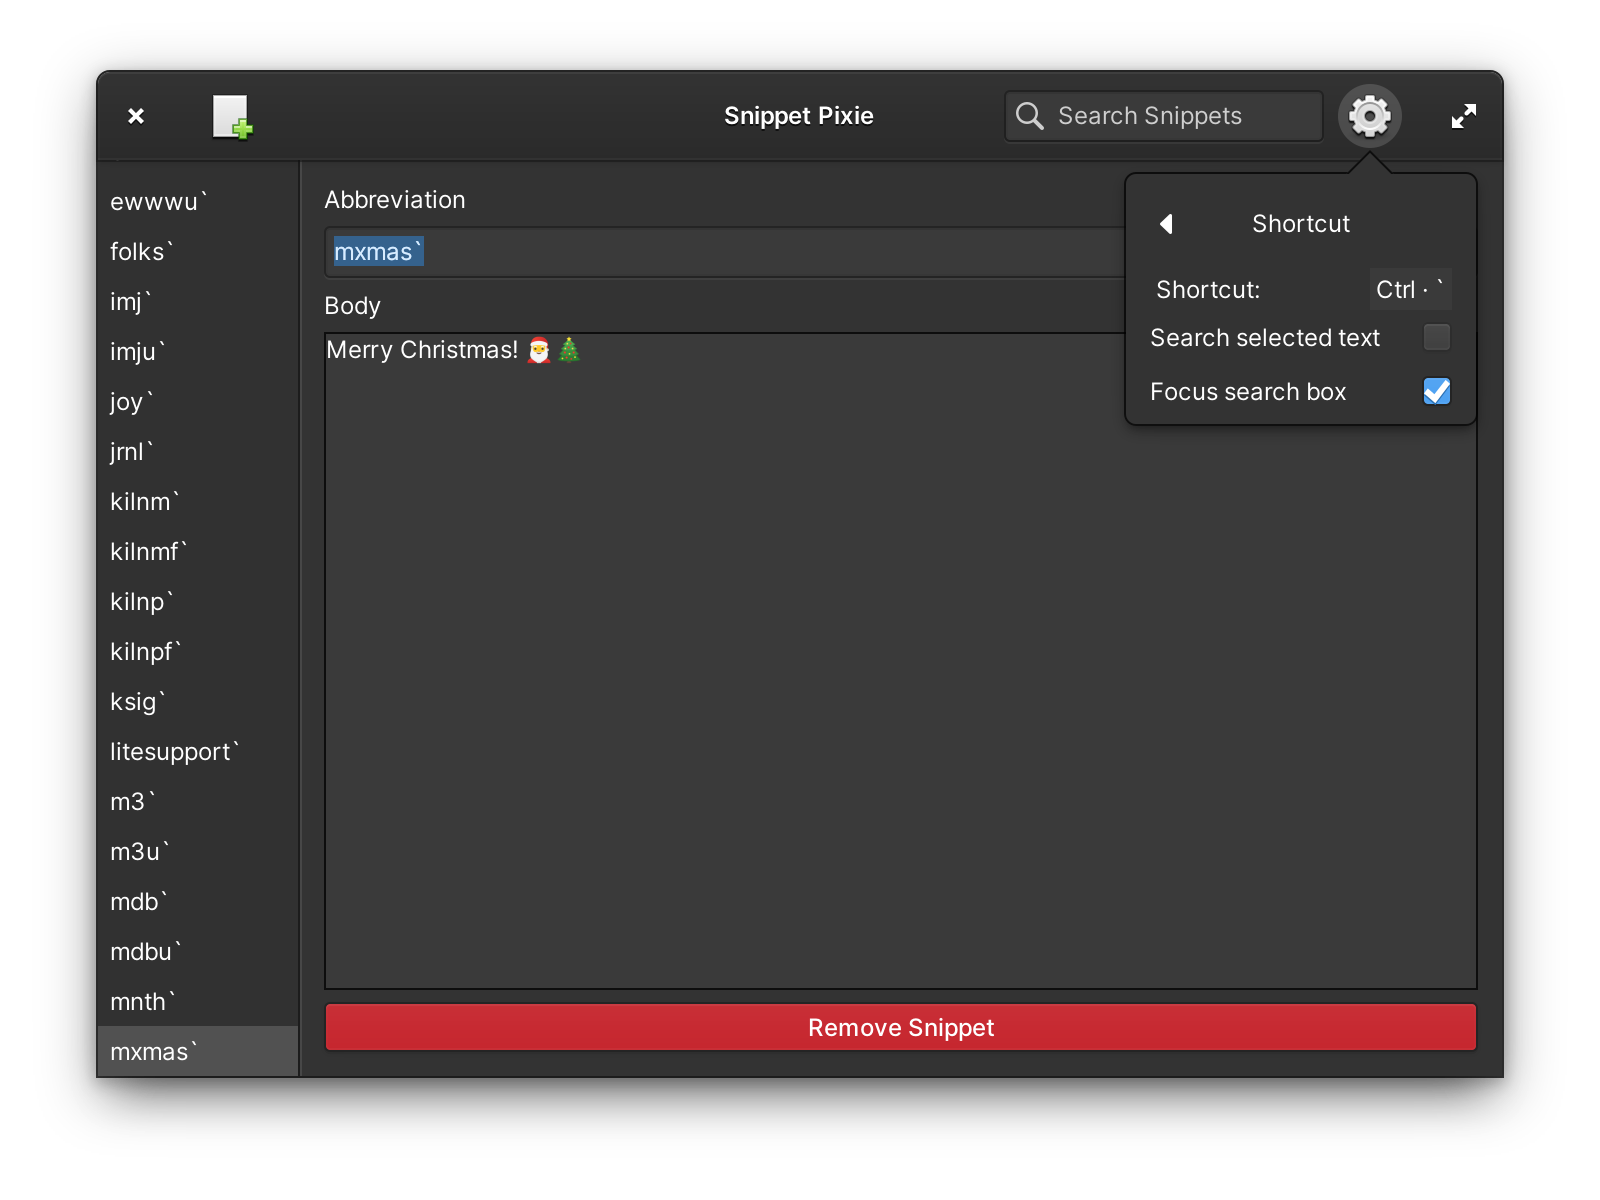 Snippet Pixie
Search Snippets
ewwwu`
folks`
imj`
imju`
joy`
jrnl`
kilnm`
kilnmf`
kilnp`
kilnpf`
ksig`
litesupport`
m3`
m3u`
mdb`
mdbu`
mnth`
mxmas`
Abbreviation
mxmas`
Body
Merry Christmas! 🎅🎄
Remove Snippet
Shortcut
Shortcut: Ctrl · `
Search selected text
Focus search box